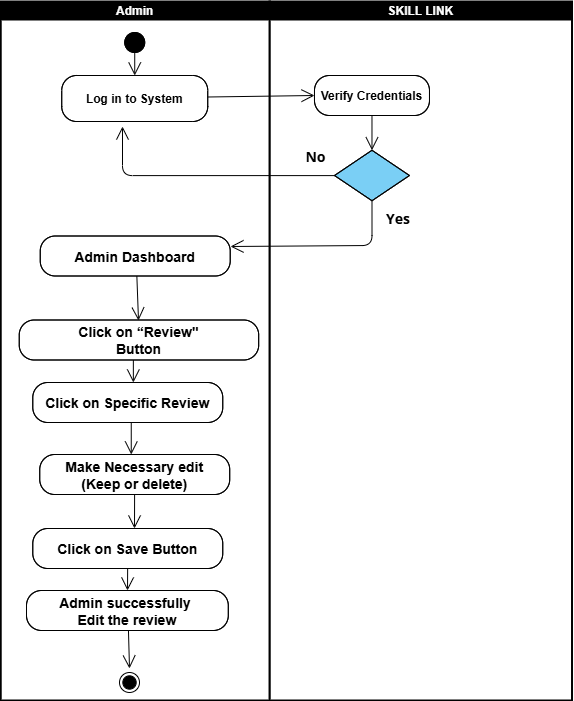 Admin
SKILL LINK
Log in to System
Verify Credentials
No
Yes
Admin Dashboard
Click on “Review"
Button
Click on Specific Review
Make Necessary edit
(Keep or delete)
Click on Save Button
Admin successfully
Edit the review